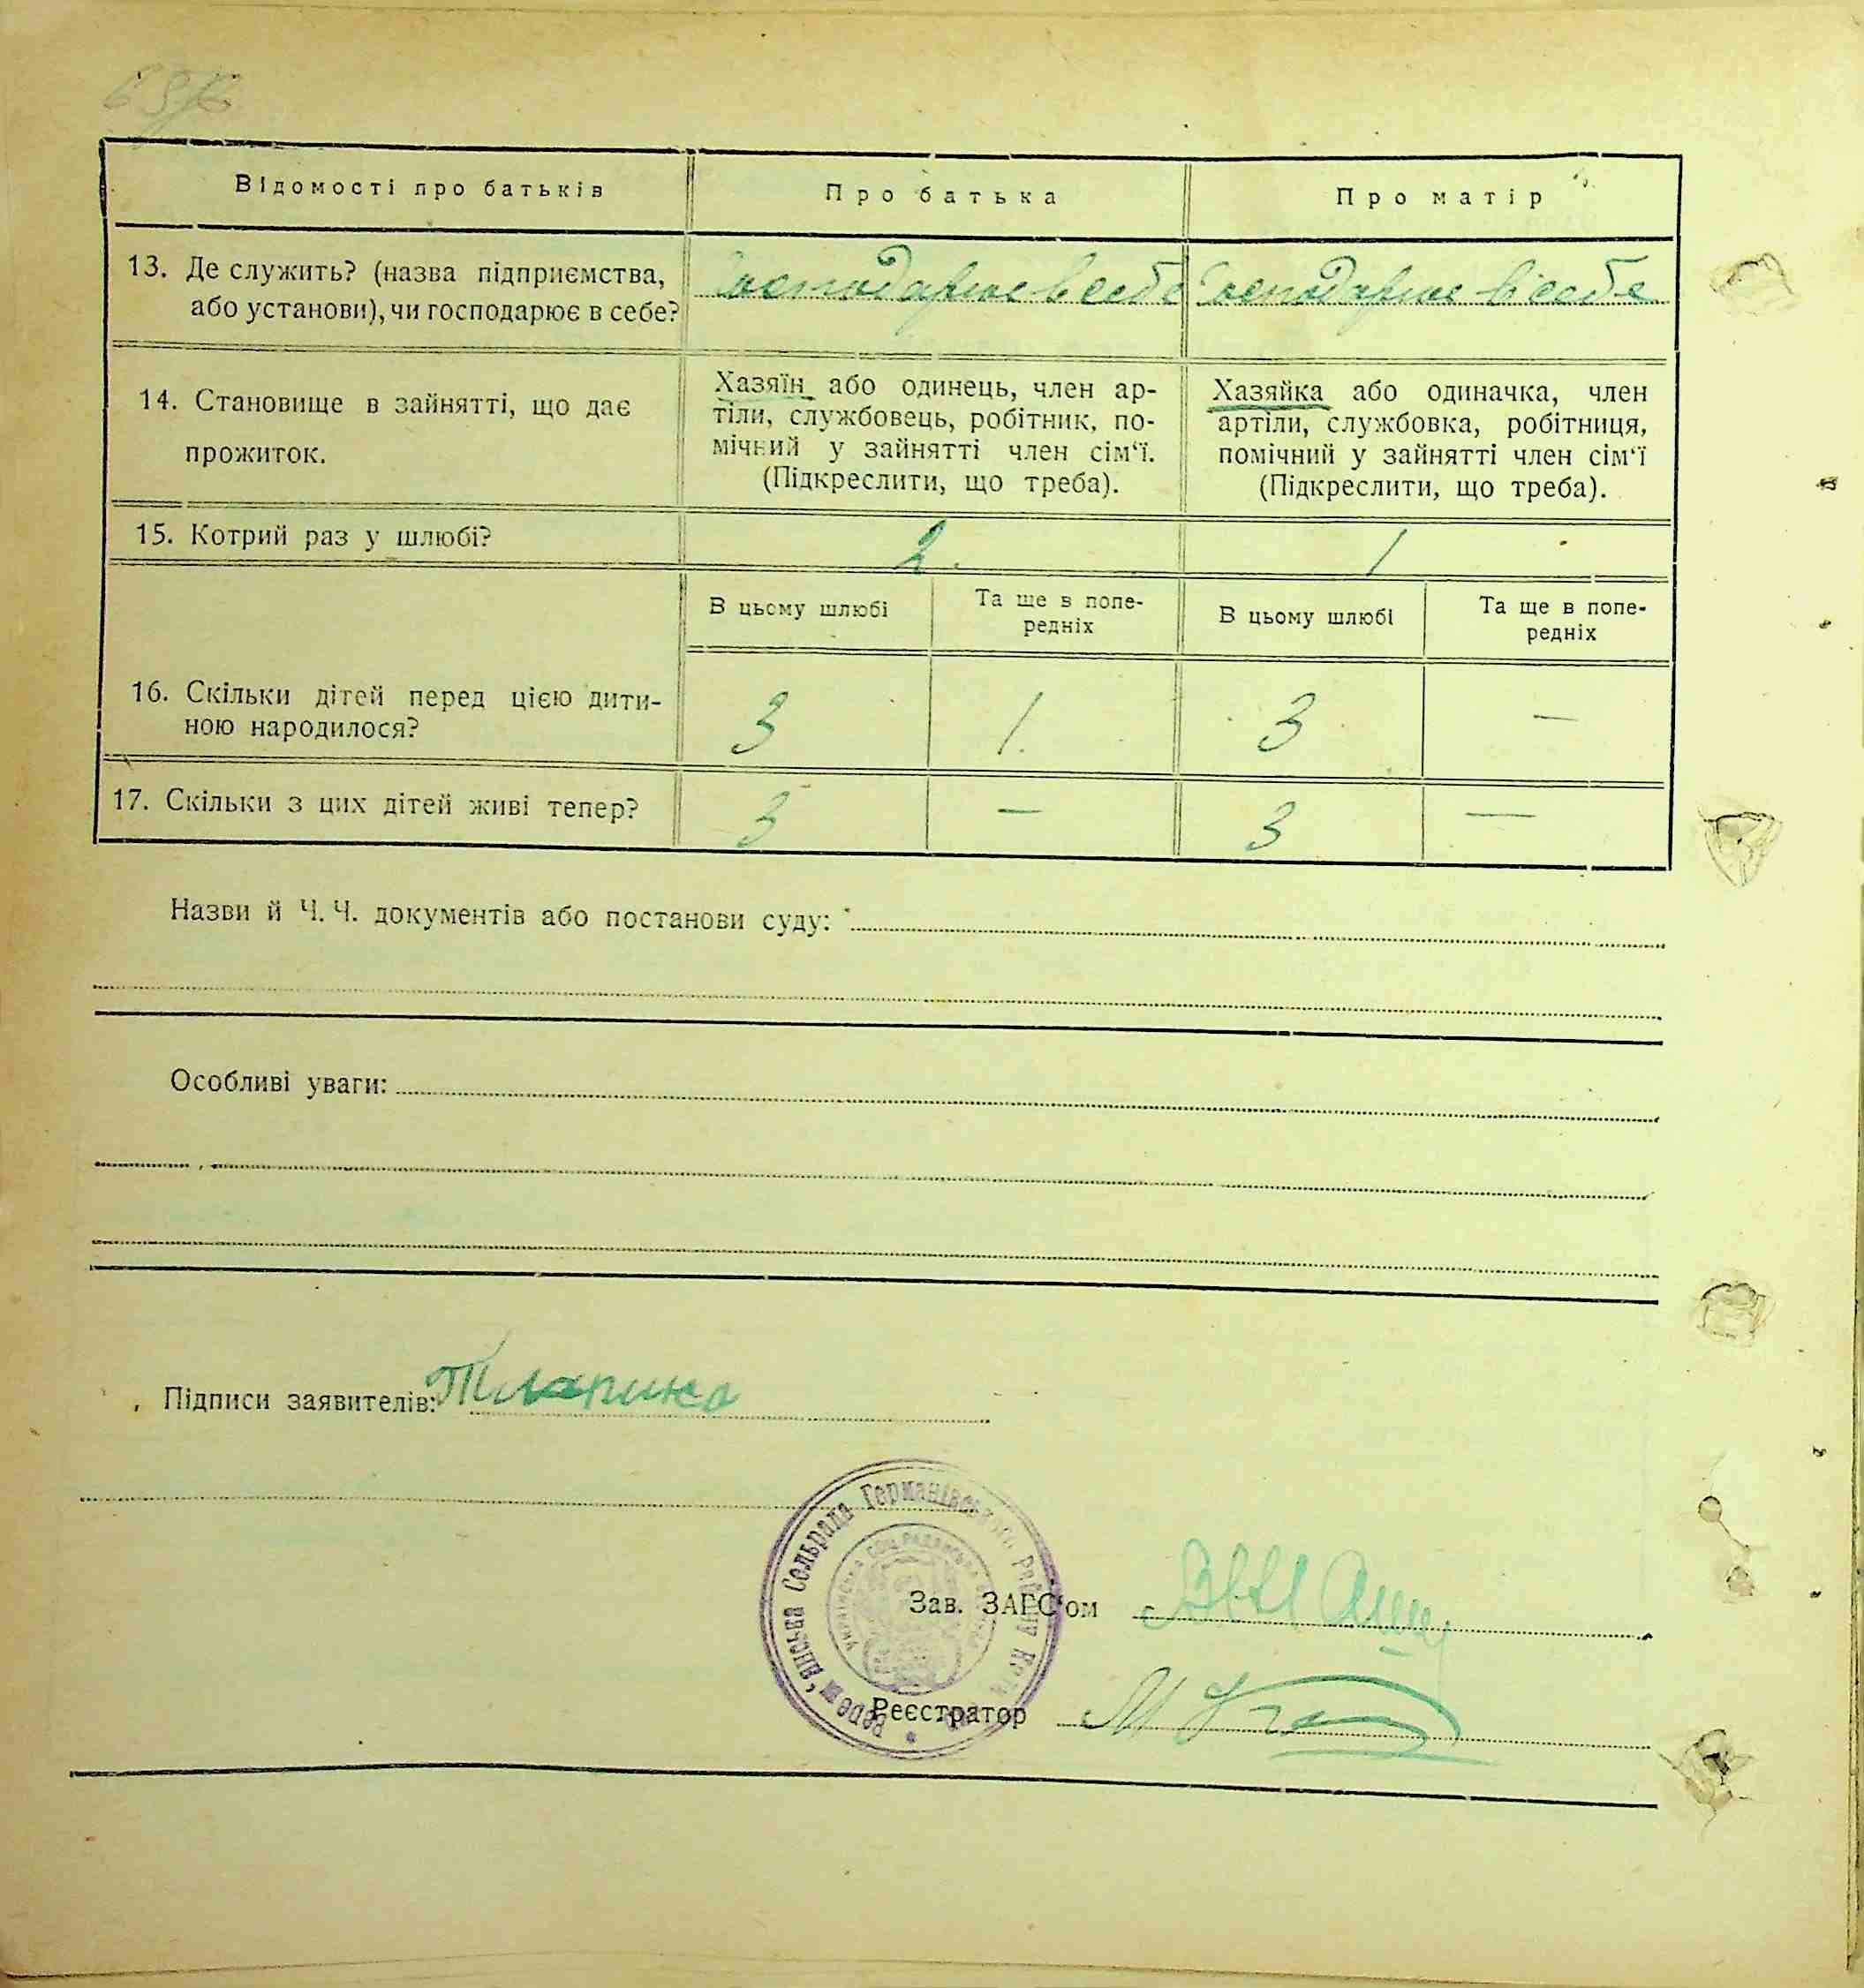 Відомості про батьків
Про батька
Про матір
13. Де служить? (назва підприємства,
або установи), чи господарює в себе?
Господарює в себе
Господарює в себе
14. Становище в зайнятті, що дає
прожиток.
Хазяїн або одинець, член ар-
тіли, службовець, робітник, по-
мічний у зайнятті член сім‘ї.
(Підкреслити, що треба).
Хазяйка або одиначка, член
артіли, службовка, робітниця,
помічний у зайнятті член сім‘ї
(Підкреслити, що треба).
15. Котрий раз у шлюбі?
2.
1
В цьому шлюбі
Та ще в попе-
редніх
В цьому шлюбі
Та ще в попе-
редніх
16. Скільки дітей перед цією дити-
ною народилося?
3
1.
3
—
17. Скільки з цих дітей живі тепер?
3
—
3
—
Назви й Ч. Ч. документів або постанови суду:
Особливі уваги:
Підписи заявителів:
Сельрада Германівського
Зав. ЗАГС‘ом
Реєстратор